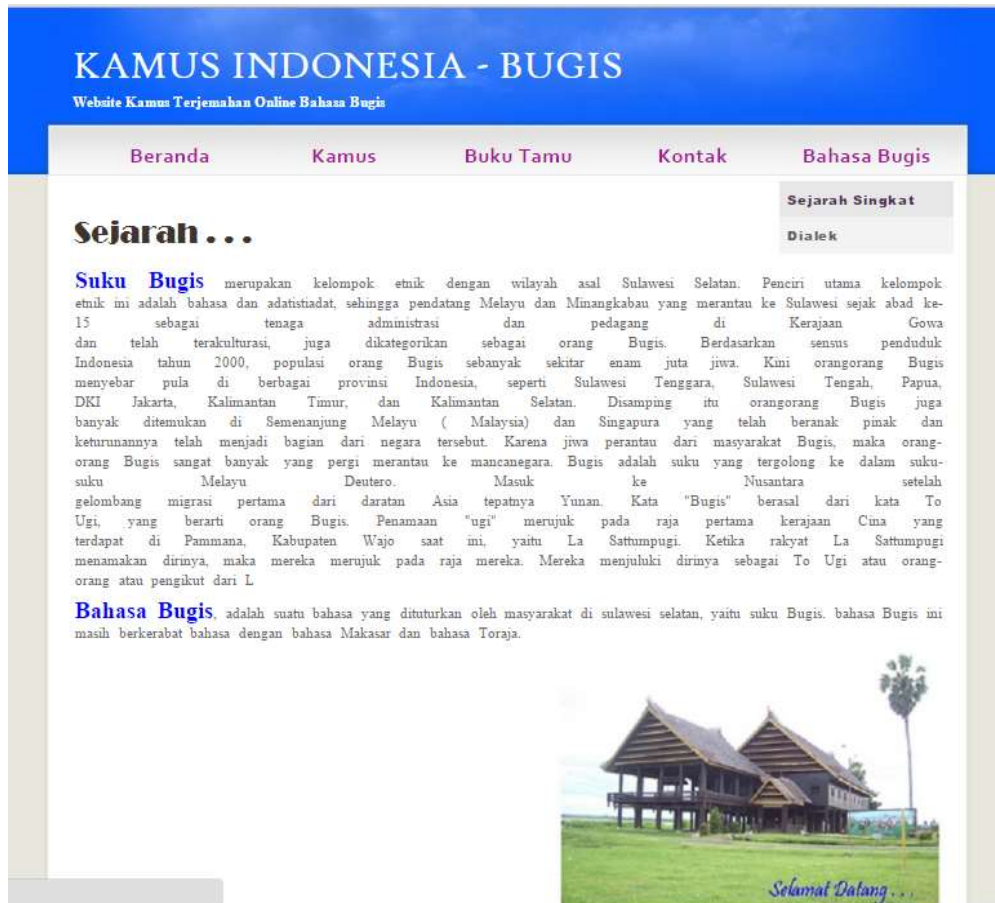 KAMUS INDONESIA - BUGIS
Website Kamus Terjemahan Online Bahasa Bugis
Beranda Kamus Buku Tamu Kontak Bahasa Bugis
Sejarah Singkat
Dialek
Sejarah . . .
Suku Bugis merupakan kelompok etnik dengan wilayah asal Sulawesi Selatan. Penciri utama kelompok
etnik ini adalah bahasa dan adatistiadat, sehingga pendatang Melayu dan Minangkabau yang merantau ke Sulawesi sejak abad ke-
15 sebagai tenaga administrasi dan pedagang di Kerajaan Gowa
dan telah terakulturasi, juga dikategorikan sebagai orang Bugis. Berdasarkan sensus penduduk
Indonesia tahun 2000, populasi orang Bugis sebanyak sekitar enam juta jiwa. Kini orangorang Bugis
menyebar pula di berbagai provinsi Indonesia, seperti Sulawesi Tenggara, Sulawesi Tengah, Papua,
DKI Jakarta, Kalimantan Timur, dan Kalimantan Selatan. Disamping itu orangorang Bugis juga
banyak ditemukan di Semenanjung Melayu ( Malaysia) dan Singapura yang telah beranak pinak dan
keturunannya telah menjadi bagian dari negara tersebut. Karena jiwa perantau dari masyarakat Bugis, maka orang-
orang Bugis sangat banyak yang pergi merantau ke mancanegara. Bugis adalah suku yang tergolong ke dalam suku-
suku Melayu Deutero. Masuk ke Nusantara setelah
gelombang migrasi pertama dari daratan Asia tepatnya Yunan. Kata "Bugis" berasal dari kata To
Ugi, yang berarti orang Bugis. Penamaan "ugi" merujuk pada raja pertama kerajaan Cina yang
terdapat di Pammana, Kabupaten Wajo saat ini, yaitu La Sattumpugi. Ketika rakyat La Sattumpugi
menamakan dirinya, maka mereka merujuk pada raja mereka. Mereka menjuluki dirinya sebagai To Ugi atau orang-
orang atau pengikut dari L
Bahasa Bugis, adalah suatu bahasa yang dituturkan oleh masyarakat di sulawesi selatan, yaitu suku Bugis. bahasa Bugis ini
masih berkerabat bahasa dengan bahasa Makasar dan bahasa Toraja.
Selamat Datang . . .